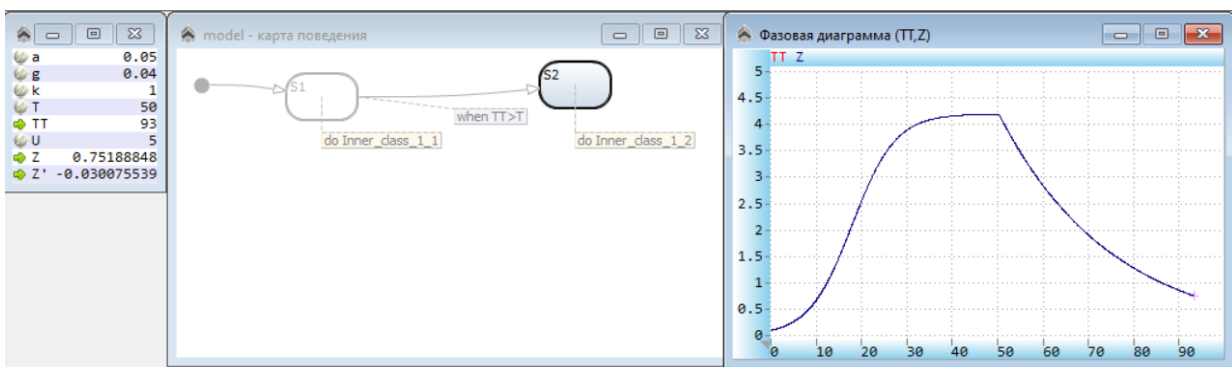 a 0.05
g 0.04
k 1
T 50
TT 93
U 5
Z 0.75188848
Z' -0.030075539
model - карта поведения
S1
S2
when TT>T
do Inner_class_1_1
do Inner_class_1_2
Фазовая диаграмма (TT,Z)
TT Z
5
4.5
4
3.5
3
2.5
2
1.5
1
0.5
0
0 10 20 30 40 50 60 70 80 90